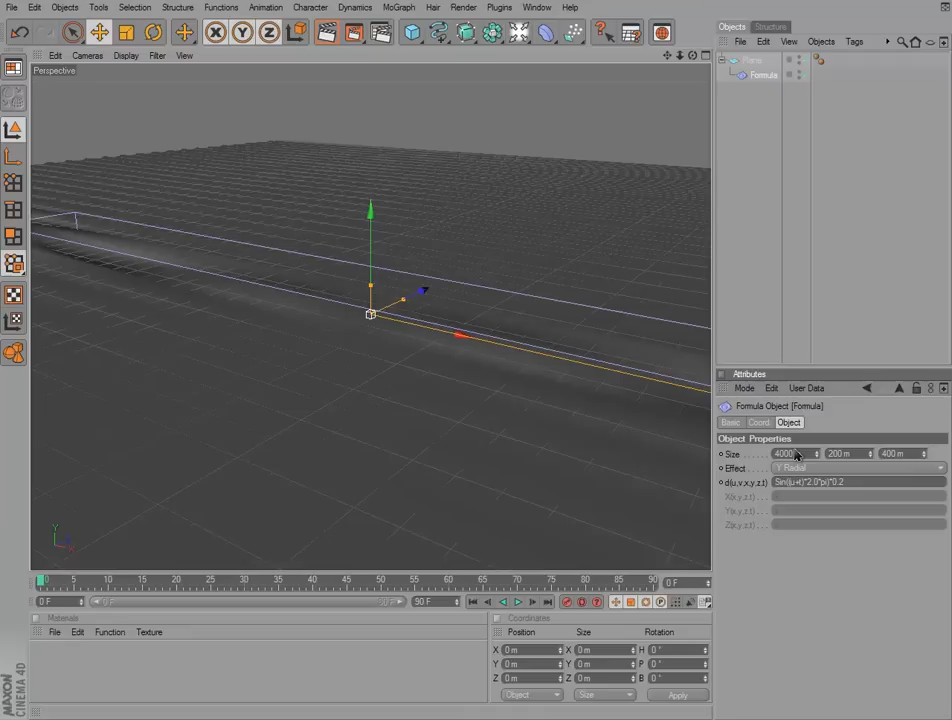 File Edit Objects Tools Selection Structure Functions Animation Character Dynamics MoGraph Hair Render Plugins Window Help
Objects Structure
File Edit View Objects Tags
Edit Cameras Display Filter View
Perspective
Plane
Formula
Attributes
Mode Edit User Data
Formula Object [Formula]
Basic Coord. Object
Object Properties
Size 4000 200 m 400 m
Effect Y Radial
d(u,v,x,y,z,t) Sin((u+t)*2.0*pi)*0.2
X(x,y,z,t)
Y(x,y,z,t)
Z(x,y,z,t)
Y
X
0 5 10 15 20 25 30 35 40 45 50 55 60 65 70 75 80 85 90 0 F
0 F 0 F 90 F
Materials
File Edit Function Texture
Coordinates
Position Size Rotation
X 0 m X 0 m H 0 °
Y 0 m Y 0 m P 0 °
Z 0 m Z 0 m B 0 °
Object Size Apply
MAXON
CINEMA 4D